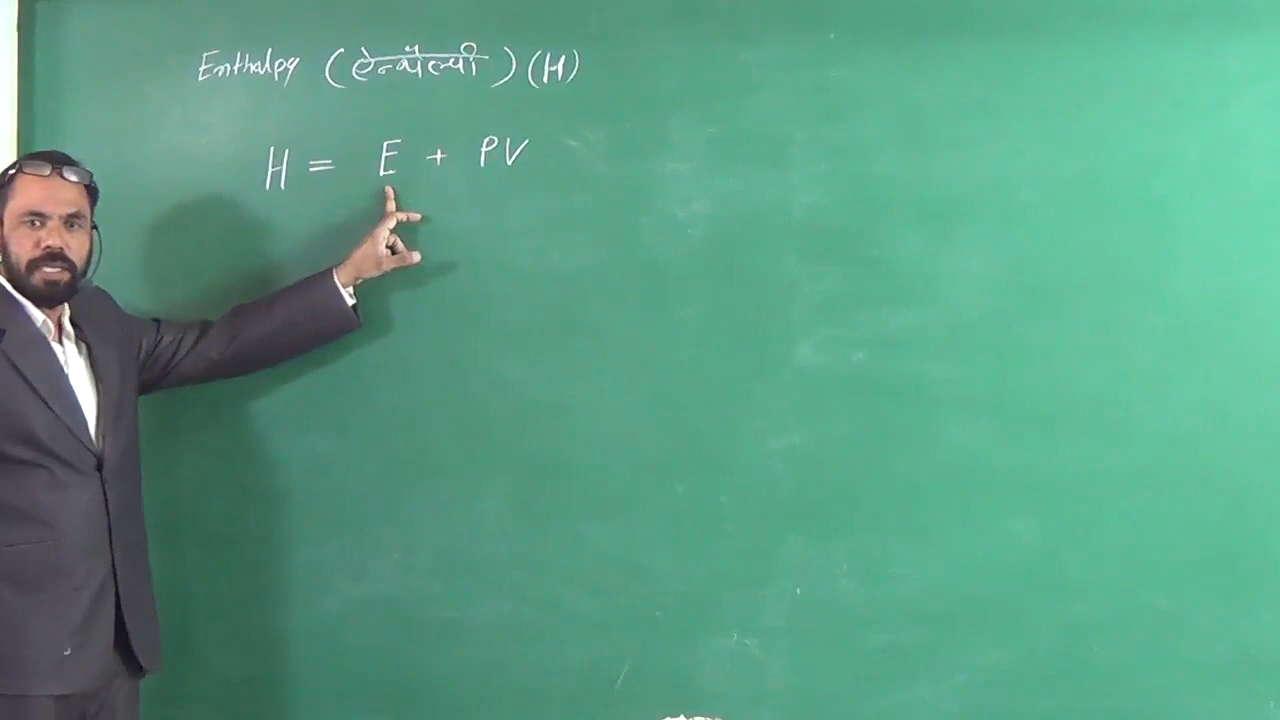 Enthalpy (ऐन्थॅल्पी) (H)
H = E + PV